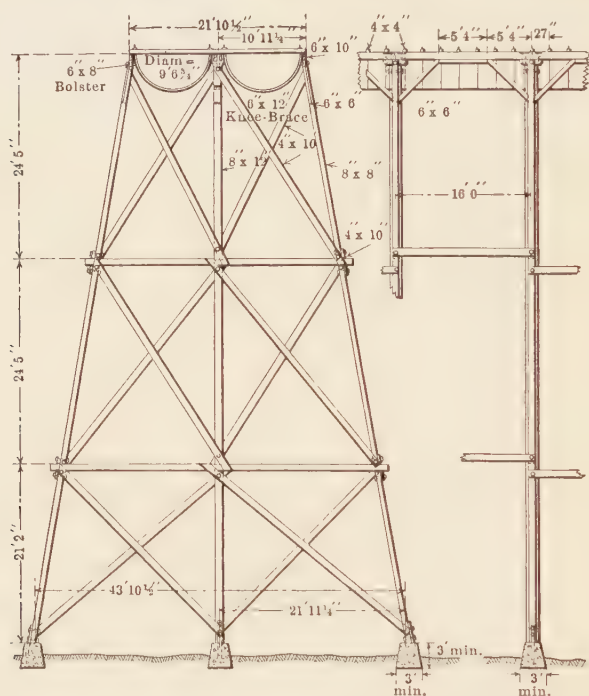 21'10½"
10'11¼"
6"x 10"
4"x 4"
5'4"
5'4"
27"
6"x 8"
Bolster
Diam=
9'6¾"
6"x 12"
Knee-Brace
6"x 6"
6"x 6"
4"x 10"
8"x 12"
8"x 8"
24'5"
16'0"
4"x 10"
24'5"
21'2"
43'10½"
21'11¼"
3' min.
3'
min.
3'
min.